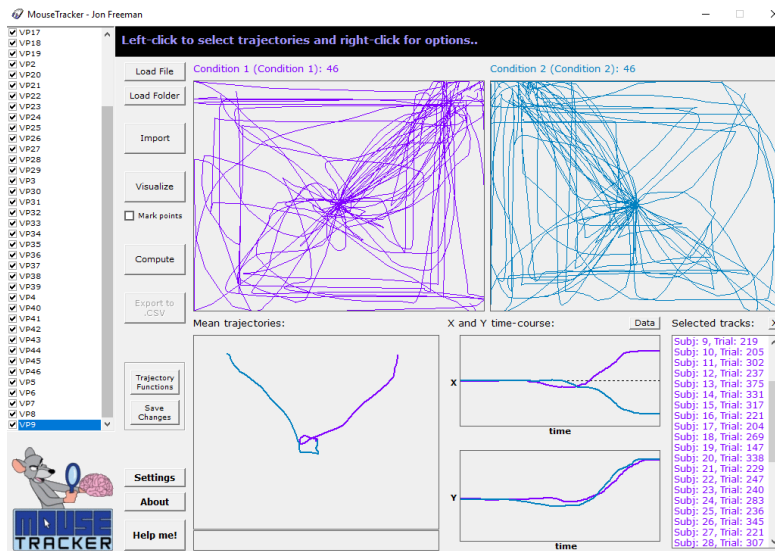 MouseTracker - Jon Freeman
VP17
VP18
VP19
VP2
VP20
VP21
VP22
VP23
VP24
VP25
VP26
VP27
VP28
VP29
VP3
VP30
VP31
VP32
VP33
VP34
VP35
VP36
VP37
VP38
VP39
VP4
VP40
VP41
VP42
VP43
VP44
VP45
VP46
VP5
VP6
VP7
VP8
VP9
Left-click to select trajectories and right-click for options..
Load File
Load Folder
Import
Visualize
Mark points
Compute
Export to
.CSV
Trajectory
Functions
Save
Changes
Settings
About
Help me!
MOUSE
TRACKER
Condition 1 (Condition 1): 46
Condition 2 (Condition 2): 46
Mean trajectories:
X and Y time-course:
Data
X
time
Y
time
Selected tracks:
X
Subj: 9, Trial: 219
Subj: 10, Trial: 205
Subj: 11, Trial: 302
Subj: 12, Trial: 237
Subj: 13, Trial: 375
Subj: 14, Trial: 331
Subj: 15, Trial: 317
Subj: 16, Trial: 221
Subj: 17, Trial: 204
Subj: 18, Trial: 269
Subj: 19, Trial: 147
Subj: 20, Trial: 338
Subj: 21, Trial: 229
Subj: 22, Trial: 247
Subj: 23, Trial: 240
Subj: 24, Trial: 283
Subj: 25, Trial: 236
Subj: 26, Trial: 345
Subj: 27, Trial: 221
Subj: 28, Trial: 307